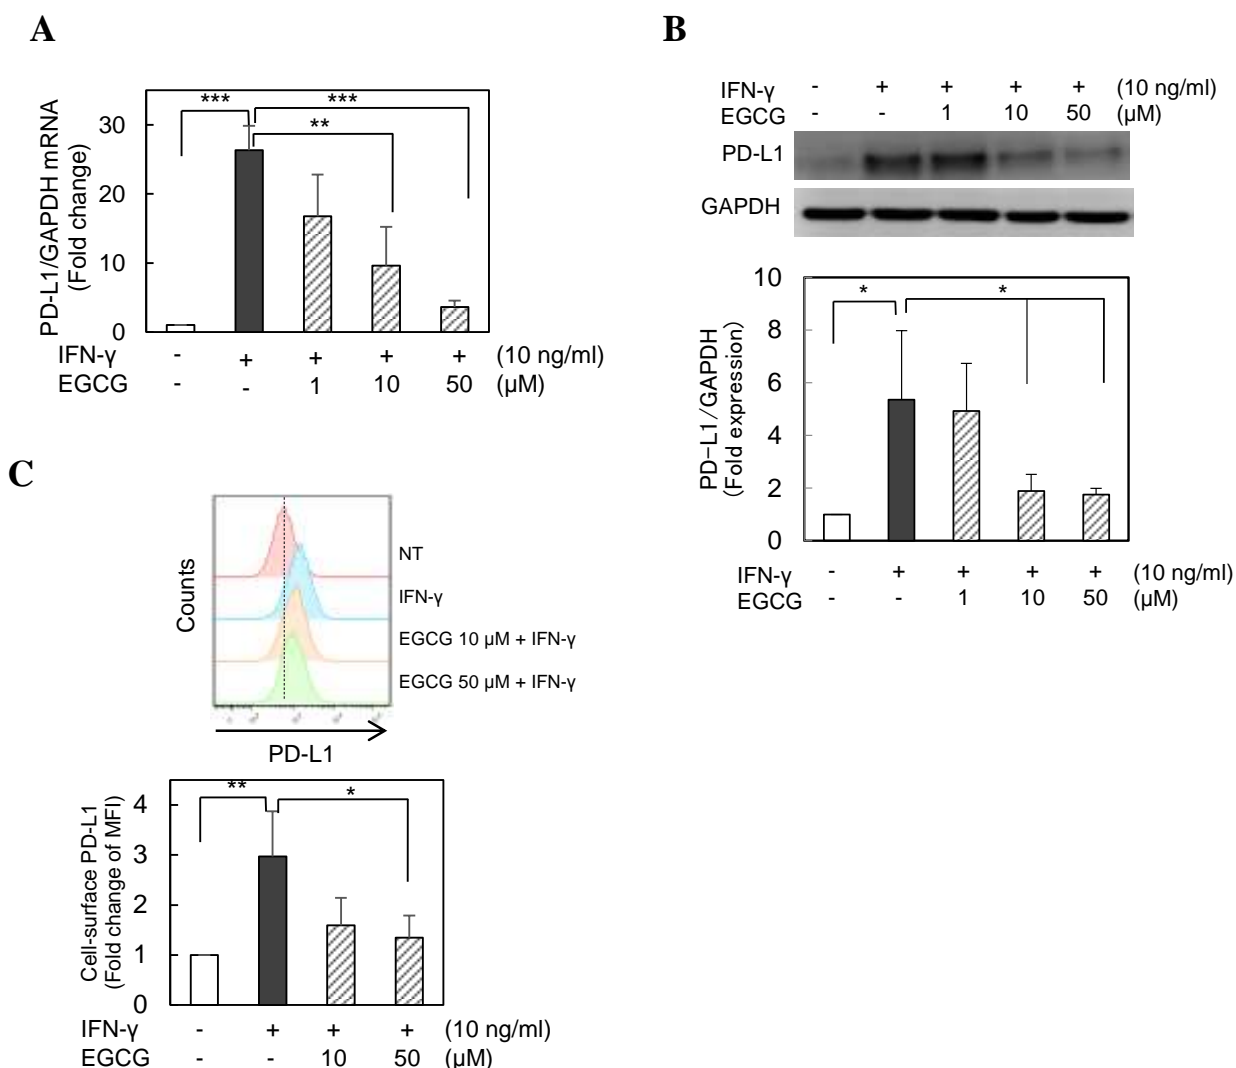 A
PD-L1/GAPDH mRNA
(Fold change)
30
20
10
0
***
***
**
IFN-γ - + + + + (10 ng/ml)
EGCG - - 1 10 50 (μM)
B
IFN-γ - + + + + (10 ng/ml)
EGCG - - 1 10 50 (μM)
PD-L1
GAPDH
PD-L1/GAPDH
(Fold expression)
10
8
6
4
2
0
*
*
IFN-γ - + + + + (10 ng/ml)
EGCG - - 1 10 50 (μM)
C
Counts
NT
IFN-γ
EGCG 10 μM + IFN-γ
EGCG 50 μM + IFN-γ
PD-L1
Cell-surface PD-L1
(Fold change of MFI)
4
3
2
1
0
**
*
IFN-γ - + + + (10 ng/ml)
EGCG - - 10 50 (μM)